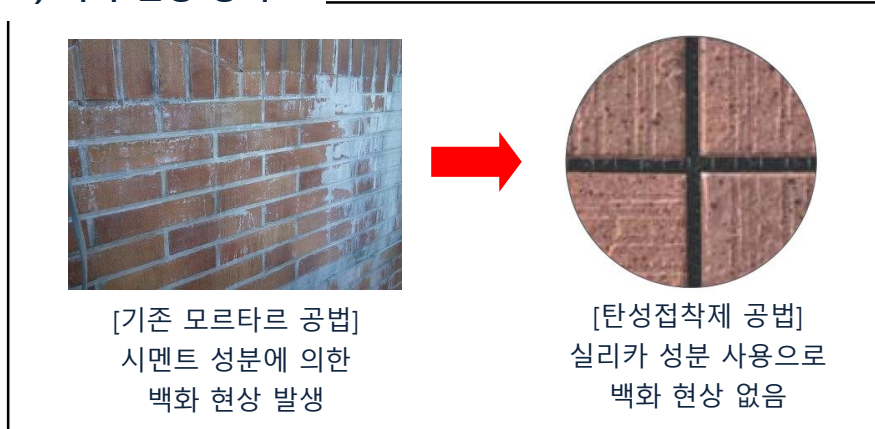 [기존 모르타르 공법]
시멘트 성분에 의한
백화 현상 발생
[탄성접착제 공법]
실리카 성분 사용으로
백화 현상 없음